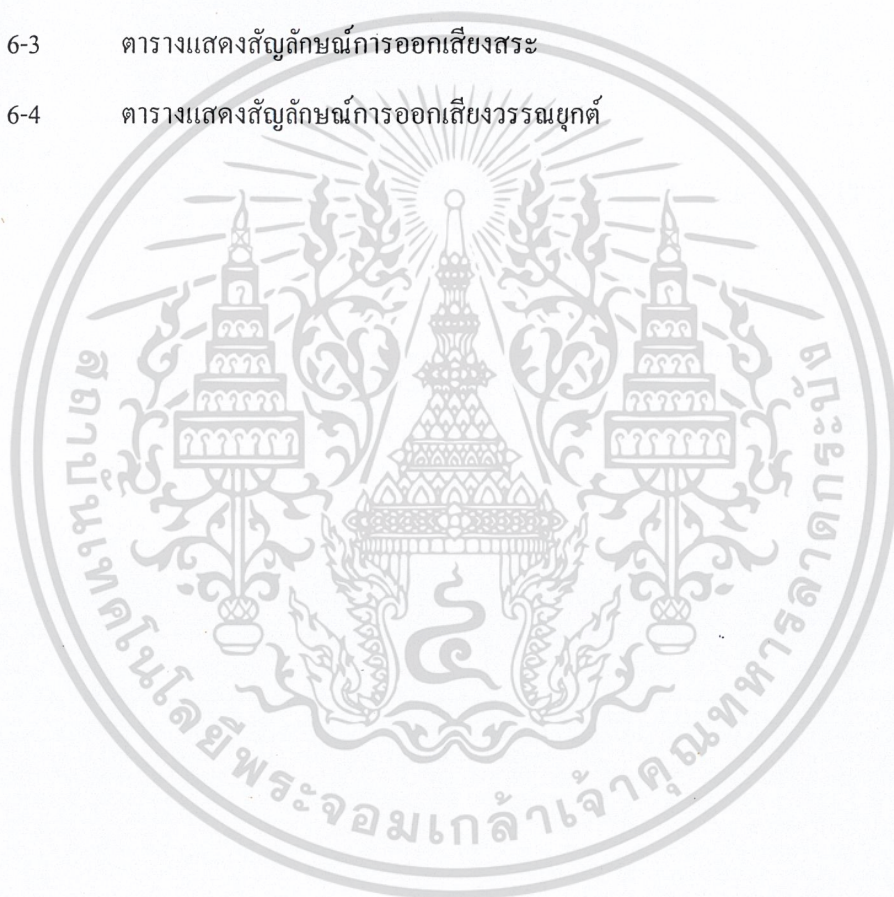 6-3 ตารางแสดงสัญลักษณ์การออกเสียงสระ
6-4 ตารางแสดงสัญลักษณ์การออกเสียงวรรณยุกต์
สถาบันเทคโนโลยีพระจอมเกล้าเจ้าคุณทหารลาดกระบัง
๔